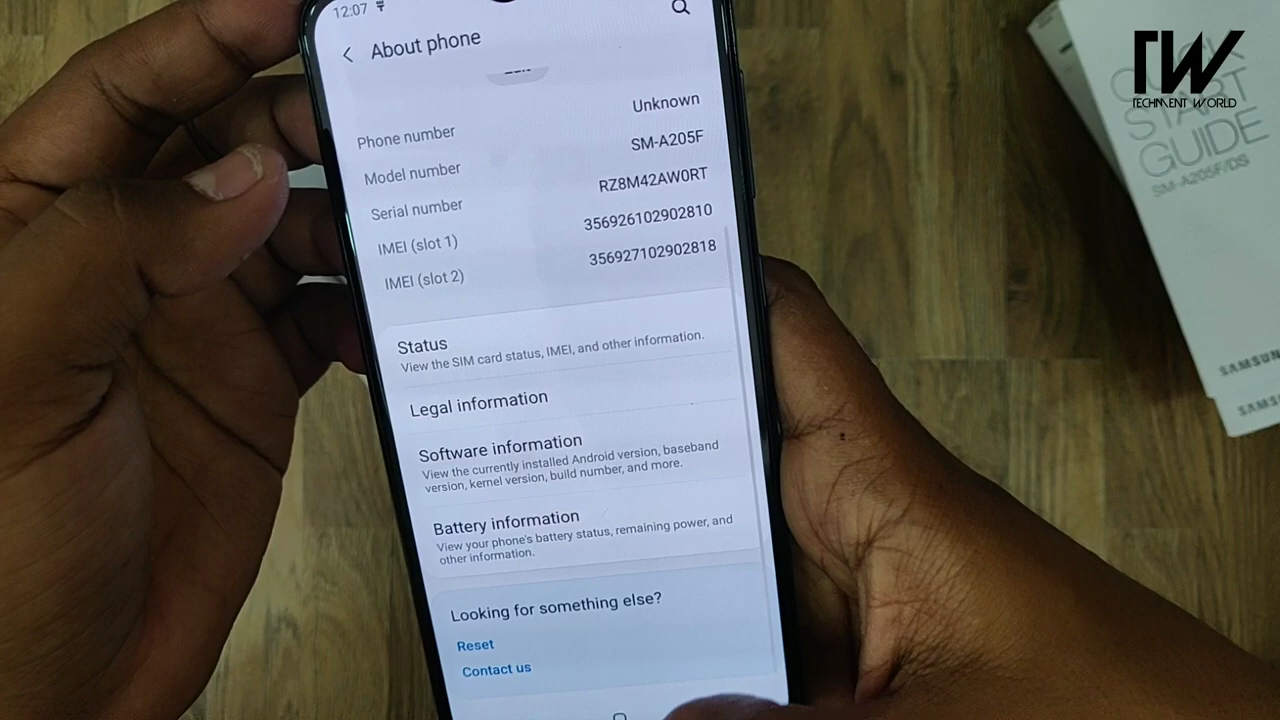 12:07
About phone
Phone number Unknown
Model number SM-A205F
Serial number RZ8M42AW0RT
IMEI (slot 1) 356926102902810
IMEI (slot 2) 356927102902818
Status
View the SIM card status, IMEI, and other information.
Legal information
Software information
View the currently installed Android version, baseband
version, kernel version, build number, and more.
Battery information
View your phone's battery status, remaining power, and
other information.
Looking for something else?
Reset
Contact us
TW
TECHMENT WORLD
QUICK
START
GUIDE
SM-A205F/DS
SAMSUN
SAMS